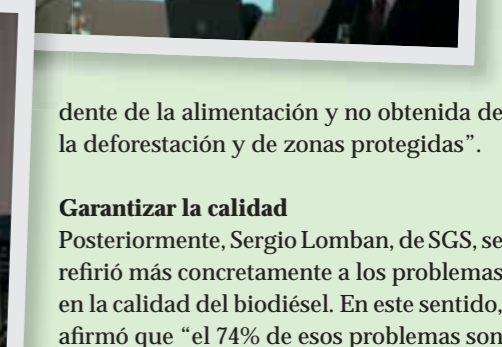 dente de la alimentación y no obtenida de
la deforestación y de zonas protegidas”.
Garantizar la calidad
Posteriormente, Sergio Lomban, de SGS, se
refirió más concretamente a los problemas
en la calidad del biodiésel. En este sentido,
afirmó que “el 74% de esos problemas son